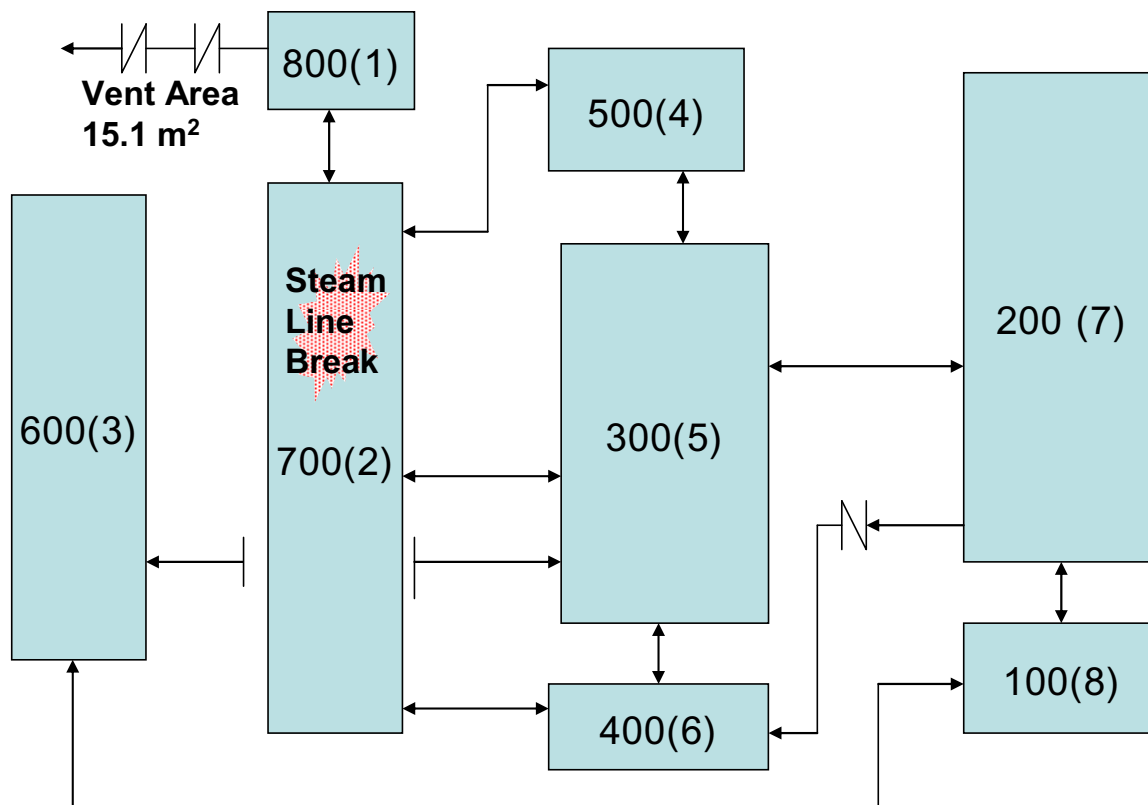 800(1)
Vent Area
15.1 m²
500(4)
Steam
Line
Break
200 (7)
600(3)
700(2)
300(5)
100(8)
400(6)